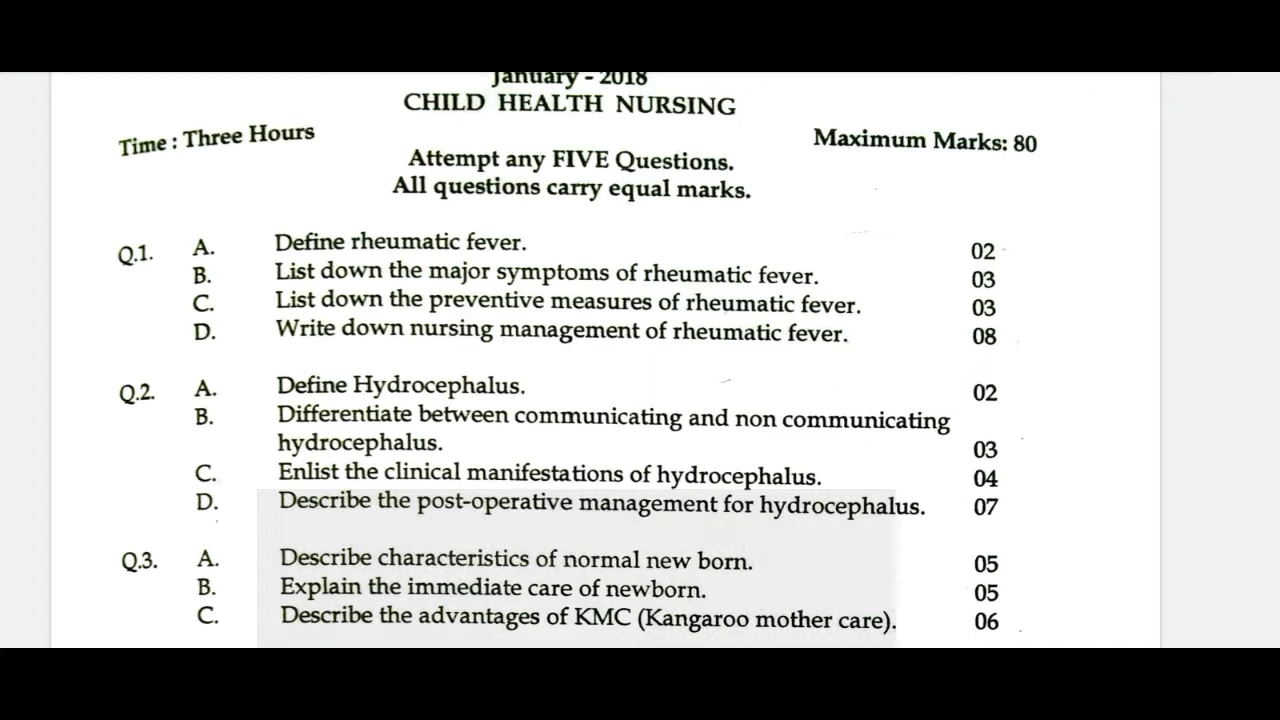 January - 2018
CHILD HEALTH NURSING
Time : Three Hours
Maximum Marks: 80
Attempt any FIVE Questions.
All questions carry equal marks.
Q.1. A. Define rheumatic fever. 02
B. List down the major symptoms of rheumatic fever. 03
C. List down the preventive measures of rheumatic fever. 03
D. Write down nursing management of rheumatic fever. 08
Q.2. A. Define Hydrocephalus. 02
B. Differentiate between communicating and non communicating
hydrocephalus. 03
C. Enlist the clinical manifestations of hydrocephalus. 04
D. Describe the post-operative management for hydrocephalus. 07
Q.3. A. Describe characteristics of normal new born. 05
B. Explain the immediate care of newborn. 05
C. Describe the advantages of KMC (Kangaroo mother care). 06